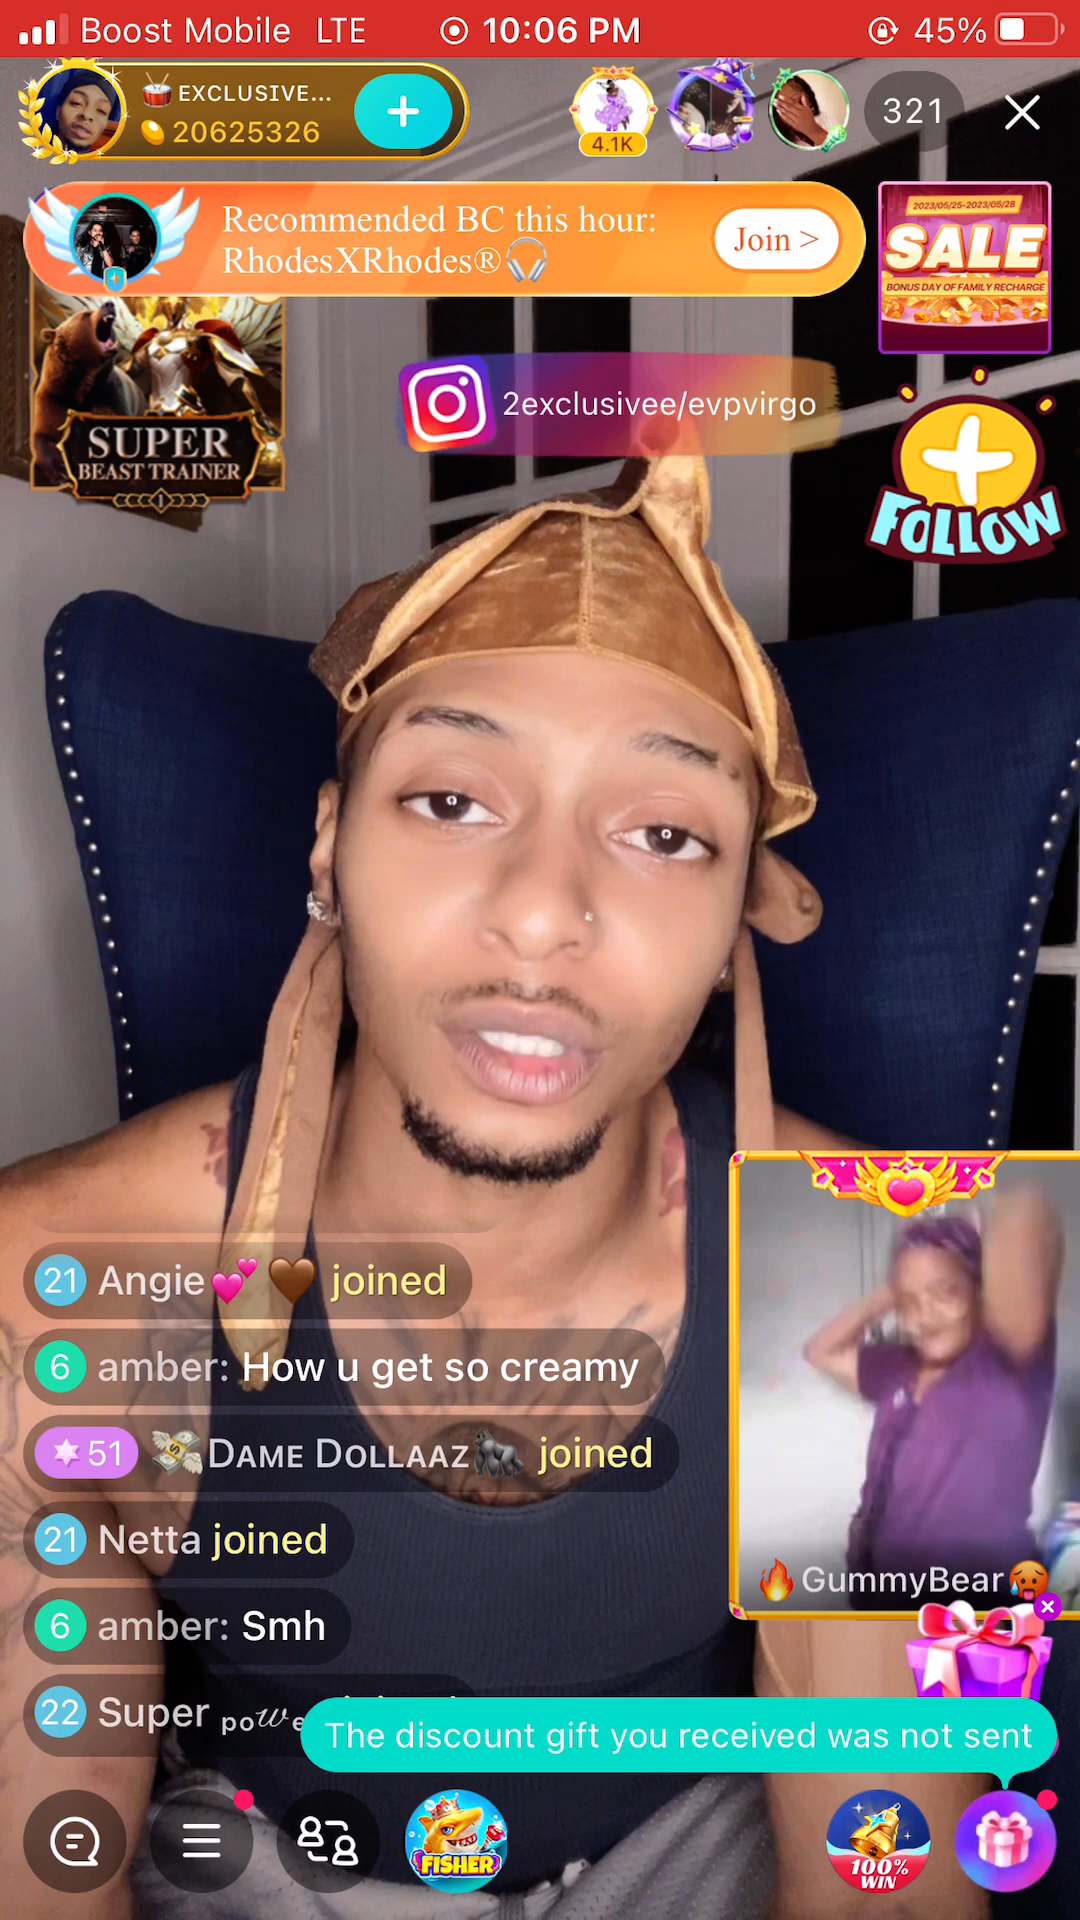 Boost Mobile LTE 10:06 PM 45%
EXCLUSIVE...
20625326
4.1K
321
Recommended BC this hour:
RhodesXRhodes®🎧
Join >
2023/05/25-2023/05/28
SALE
BONUS DAY OF FAMILY RECHARGE
SUPER
BEAST TRAINER
I
2exclusivee/evpvirgo
FOLLOW
21 Angie💕🤎 joined
6 amber: How u get so creamy
51 💸DAME DOLLAAZ🦍 joined
21 Netta joined
🔥GummyBear🥵
6 amber: Smh
22 Super
The discount gift you received was not sent
FISHER
100%
WIN